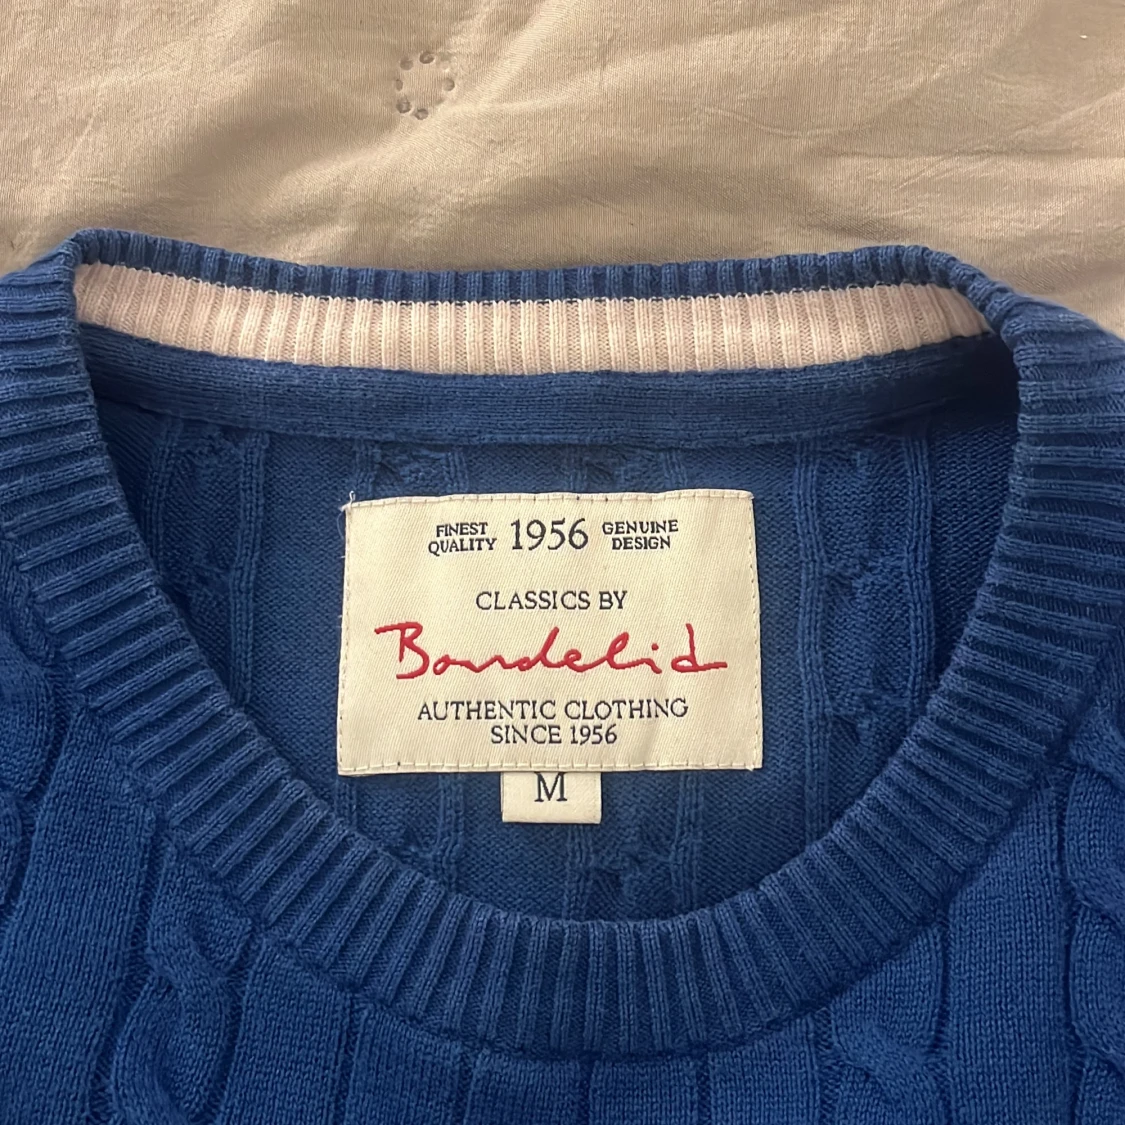 FINEST QUALITY 1956 GENUINE DESIGN
CLASSICS BY
Bondelid
AUTHENTIC CLOTHING
SINCE 1956
M